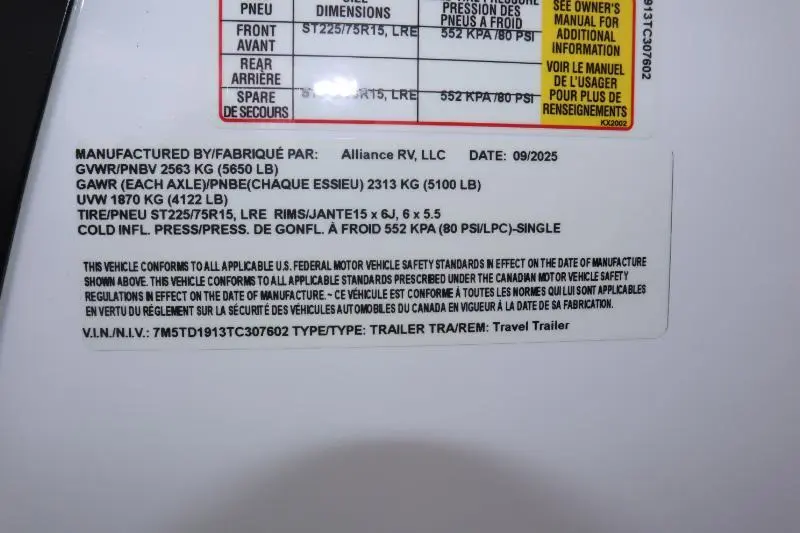 PNEU
DIMENSIONS
PRESSION DES
PNEUS A FROID
SEE OWNER'S
MANUAL FOR
ADDITIONAL
INFORMATION
FRONT
AVANT
ST225/75R15, LRE
552 KPA /80 PSI
REAR
ARRIÈRE
VOIR LE MANUEL
DE L'USAGER
POUR PLUS DE
RENSEIGNEMENTS
SPARE
DE SECOURS
R15, LRE
552 KPA /80 PSI
KX2002
913TC307602
MANUFACTURED BY/FABRIQUÉ PAR: Alliance RV, LLC DATE: 09/2025
GVWR/PNBV 2563 KG (5650 LB)
GAWR (EACH AXLE)/PNBE(CHAQUE ESSIEU) 2313 KG (5100 LB)
UVW 1870 KG (4122 LB)
TIRE/PNEU ST225/75R15, LRE RIMS/JANTE15 x 6J, 6 x 5.5
COLD INFL. PRESS/PRESS. DE GONFL. À FROID 552 KPA (80 PSI/LPC)-SINGLE
THIS VEHICLE CONFORMS TO ALL APPLICABLE U.S. FEDERAL MOTOR VEHICLE SAFETY STANDARDS IN EFFECT ON THE DATE OF MANUFACTURE
SHOWN ABOVE. THIS VEHICLE CONFORMS TO ALL APPLICABLE STANDARDS PRESCRIBED UNDER THE CANADIAN MOTOR VEHICLE SAFETY
REGULATIONS IN EFFECT ON THE DATE OF MANUFACTURE. ~ CE VÉHICULE EST CONFORME À TOUTES LES NORMES QUI LUI SONT APPLICABLES
EN VERTU DU RÉGLEMENT SUR LA SÉCURITÉ DES VÉHICULES AUTOMOBILES DU CANADA EN VIGUEUR À LA DATE DE SA FABRICATION.
V.I.N./N.I.V.: 7M5TD1913TC307602 TYPE/TYPE: TRAILER TRA/REM: Travel Trailer